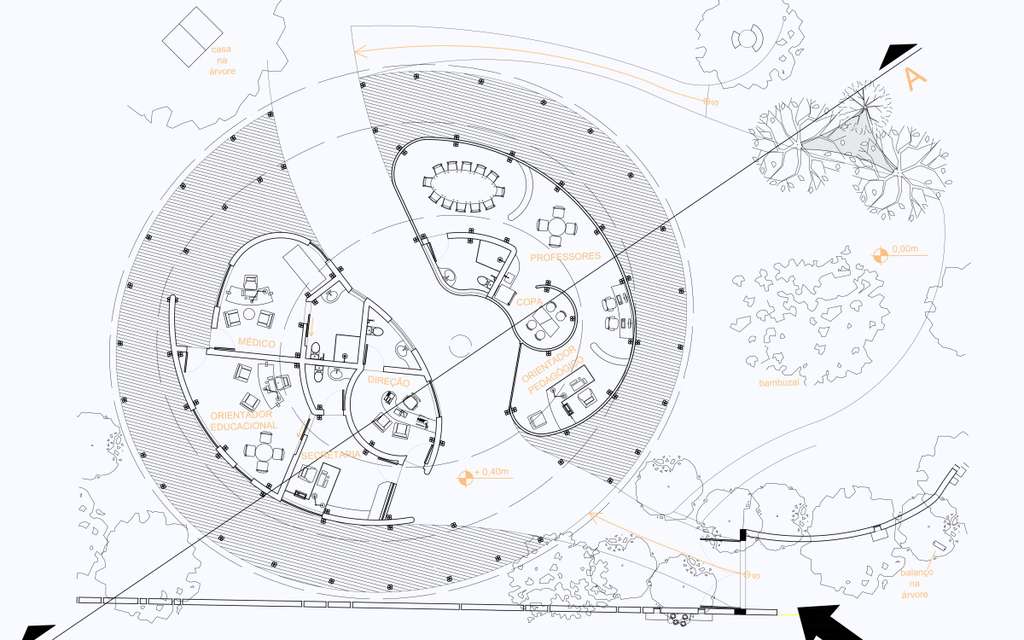 casa
na
árvore
A
0,00m
PROFESSORES
COPA
MÉDICO
ORIENTADOR
PEDAGÓGICO
DIREÇÃO
bambuzal
ORIENTADOR
EDUCACIONAL
SECRETARIA
+ 0,40m
balanço
na
árvore